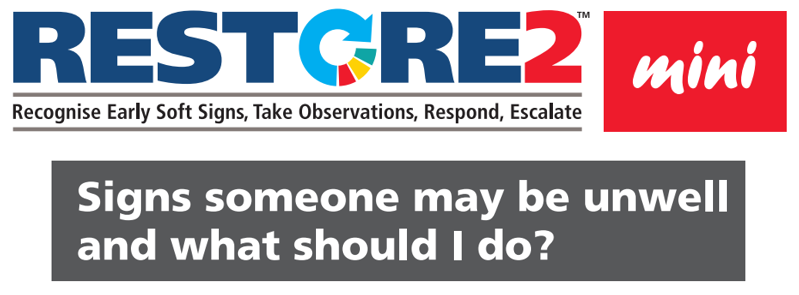 RESTORE2™ mini
Recognise Early Soft Signs, Take Observations, Respond, Escalate
Signs someone may be unwell
and what should I do?